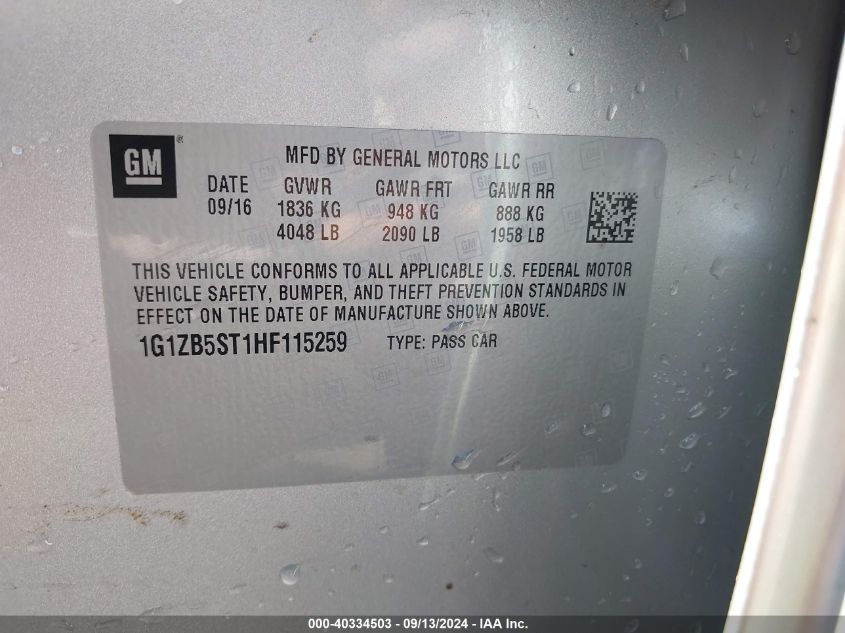 GM
MFD BY GENERAL MOTORS LLC
DATE GVWR GAWR FRT GAWR RR
09/16 1836 KG 948 KG 888 KG
4048 LB 2090 LB 1958 LB
THIS VEHICLE CONFORMS TO ALL APPLICABLE U.S. FEDERAL MOTOR
VEHICLE SAFETY, BUMPER, AND THEFT PREVENTION STANDARDS IN
EFFECT ON THE DATE OF MANUFACTURE SHOWN ABOVE.
1G1ZB5ST1HF115259 TYPE: PASS CAR
000-40334503 - 09/13/2024 - IAA Inc.